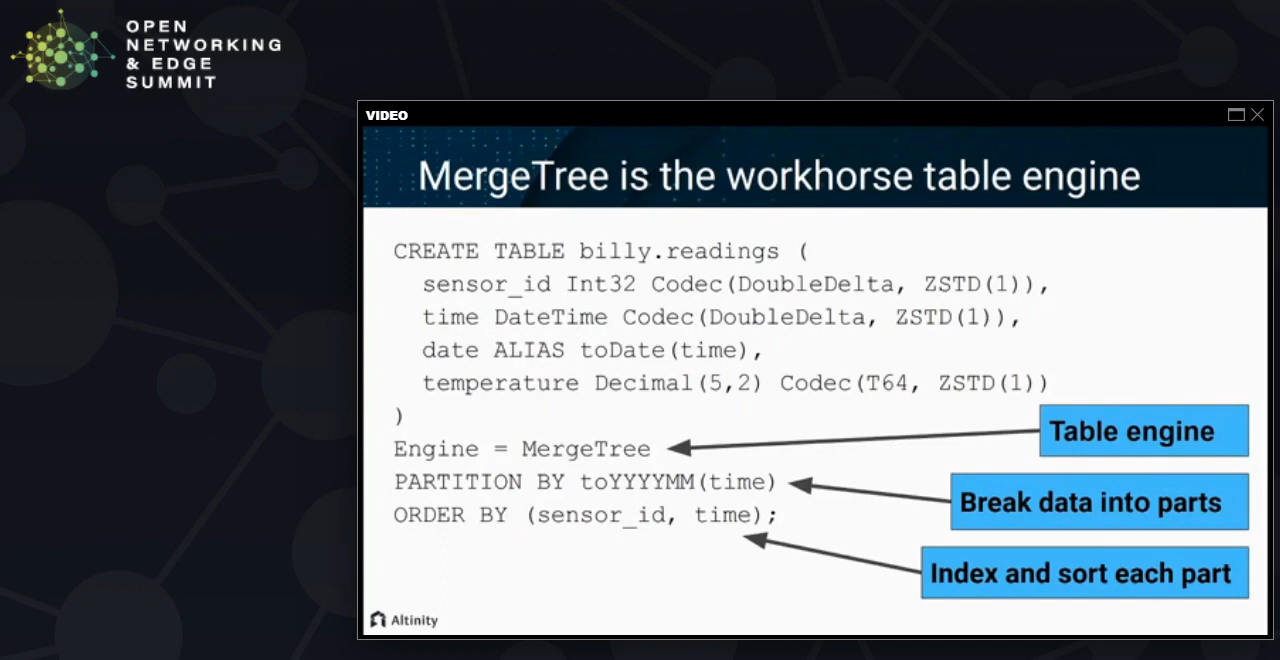 OPEN
NETWORKING
& EDGE
SUMMIT
VIDEO
MergeTree is the workhorse table engine
CREATE TABLE billy.readings (
sensor_id Int32 Codec(DoubleDelta, ZSTD(1)),
time DateTime Codec(DoubleDelta, ZSTD(1)),
date ALIAS toDate(time),
temperature Decimal(5,2) Codec(T64, ZSTD(1))
)
Engine = MergeTree
PARTITION BY toYYYYMM(time)
ORDER BY (sensor_id, time);
Table engine
Break data into parts
Index and sort each part
Altinity